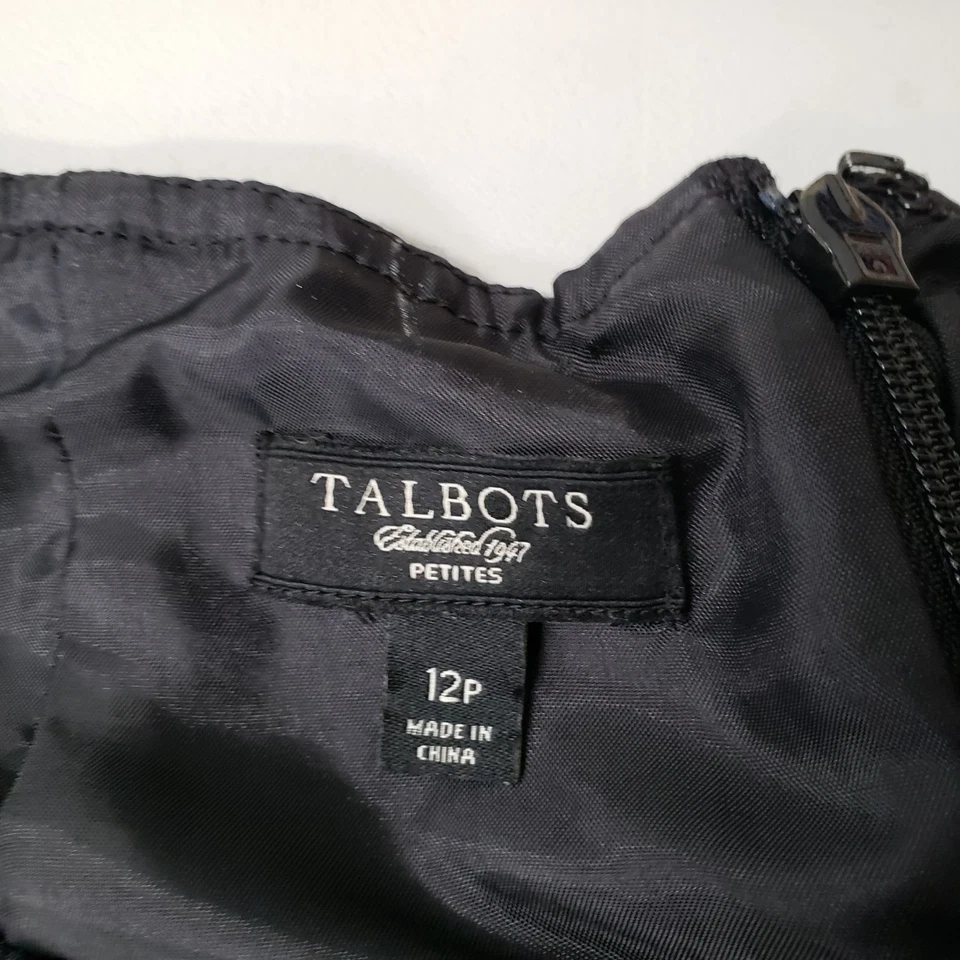 TALBOTS
Established 1947
PETITES
12P
MADE IN
CHINA